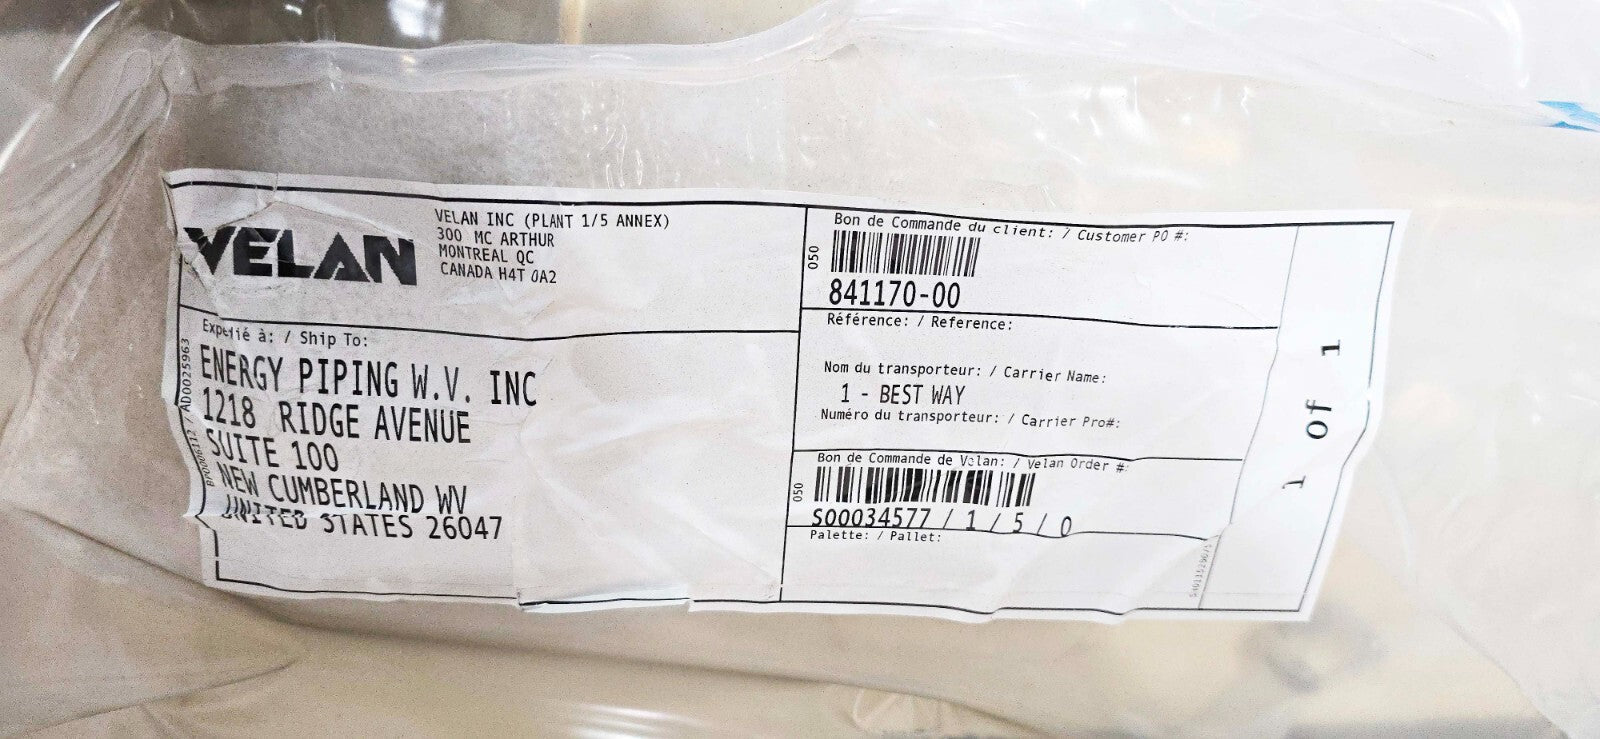 VELAN
VELAN INC (PLANT 1/5 ANNEX)
300 MC ARTHUR
MONTREAL QC
CANADA H4T 0A2
Expedié à: / Ship To:
ENERGY PIPING W.V. INC
1218 RIDGE AVENUE
SUITE 100
NEW CUMBERLAND WV
UNITED STATES 26047
BP0006112 / AD0025963
Bon de Commande du client: / Customer PO #:
050
841170-00
Référence: / Reference:
Nom du transporteur: / Carrier Name:
1 - BEST WAY
Numéro du transporteur: / Carrier Pro#:
Bon de Commande de Velan: / Velan Order #:
050
S00034577 / 1 / 5 / 0
Palette: / Pallet:
1 of 1